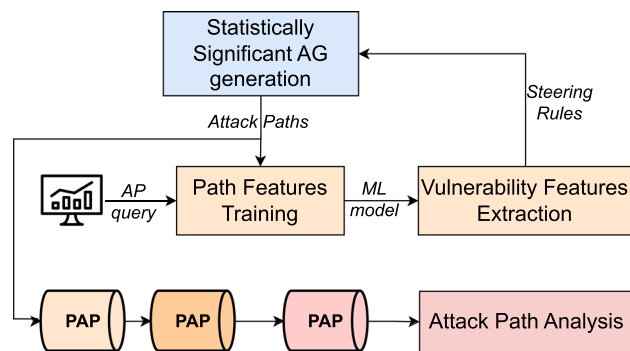 Statistically
Significant AG
generation
Steering
Rules
Attack Paths
AP
query
Path Features
Training
ML
model
Vulnerability Features
Extraction
PAP
PAP
PAP
Attack Path Analysis